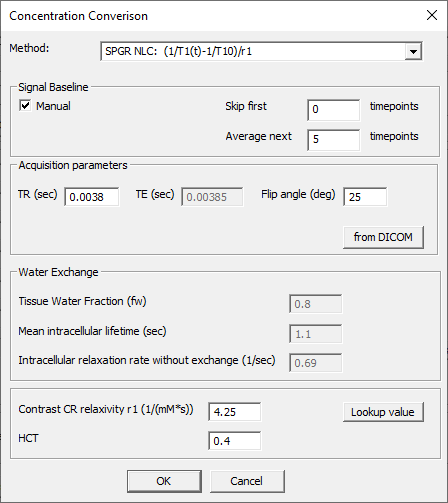 Concentration Converison
Method: SPGR NLC: (1/T1(t)-1/T10)/r1
Signal Baseline
Manual Skip first 0 timepoints
Average next 5 timepoints
Acquisition parameters
TR (sec) 0.0038 TE (sec) 0.00385 Flip angle (deg) 25
from DICOM
Water Exchange
Tissue Water Fraction (fw) 0.8
Mean intracellular lifetime (sec) 1.1
Intracellular relaxation rate without exchange (1/sec) 0.69
Contrast CR relaxivity r1 (1/(mM*s)) 4.25 Lookup value
HCT 0.4
OK Cancel